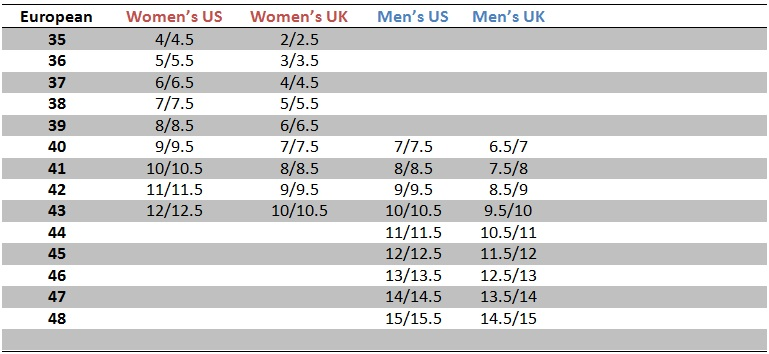 European Women’s US Women’s UK Men’s US Men’s UK
35 4/4.5 2/2.5
36 5/5.5 3/3.5
37 6/6.5 4/4.5
38 7/7.5 5/5.5
39 8/8.5 6/6.5
40 9/9.5 7/7.5 7/7.5 6.5/7
41 10/10.5 8/8.5 8/8.5 7.5/8
42 11/11.5 9/9.5 9/9.5 8.5/9
43 12/12.5 10/10.5 10/10.5 9.5/10
44 11/11.5 10.5/11
45 12/12.5 11.5/12
46 13/13.5 12.5/13
47 14/14.5 13.5/14
48 15/15.5 14.5/15